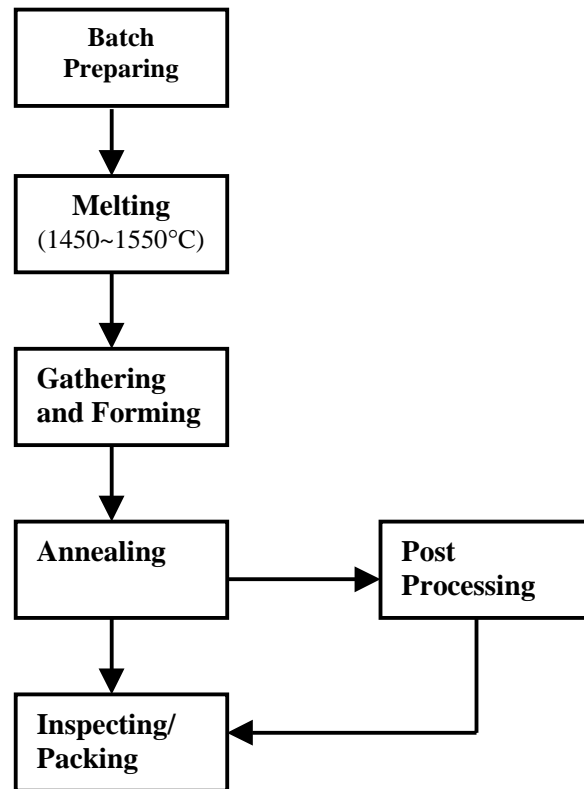 Batch
Preparing
Melting
(1450~1550°C)
Gathering
and Forming
Annealing
Post
Processing
Inspecting/
Packing